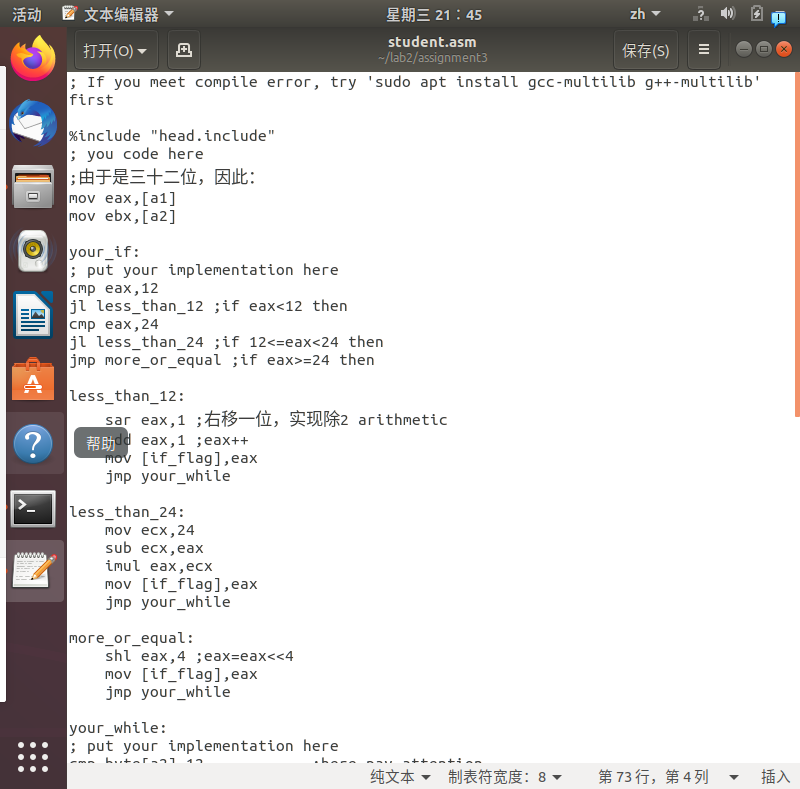 活动
文本编辑器
星期三 21：45
zh
打开(O)
student.asm
~/lab2/assignment3
保存(S)
; If you meet compile error, try 'sudo apt install gcc-multilib g++-multilib'
first
%include "head.include"
; you code here
;由于是三十二位，因此：
mov eax,[a1]
mov ebx,[a2]
your_if:
; put your implementation here
cmp eax,12
jl less_than_12 ;if eax<12 then
cmp eax,24
jl less_than_24 ;if 12<=eax<24 then
jmp more_or_equal ;if eax>=24 then
less_than_12:
sar eax,1 ;右移一位，实现除2 arithmetic
帮助
add eax,1 ;eax++
mov [if_flag],eax
jmp your_while
less_than_24:
mov ecx,24
sub ecx,eax
imul eax,ecx
mov [if_flag],eax
jmp your_while
more_or_equal:
shl eax,4 ;eax=eax<<4
mov [if_flag],eax
jmp your_while
your_while:
; put your implementation here
纯文本
制表符宽度：8
第 73 行，第 4 列
插入